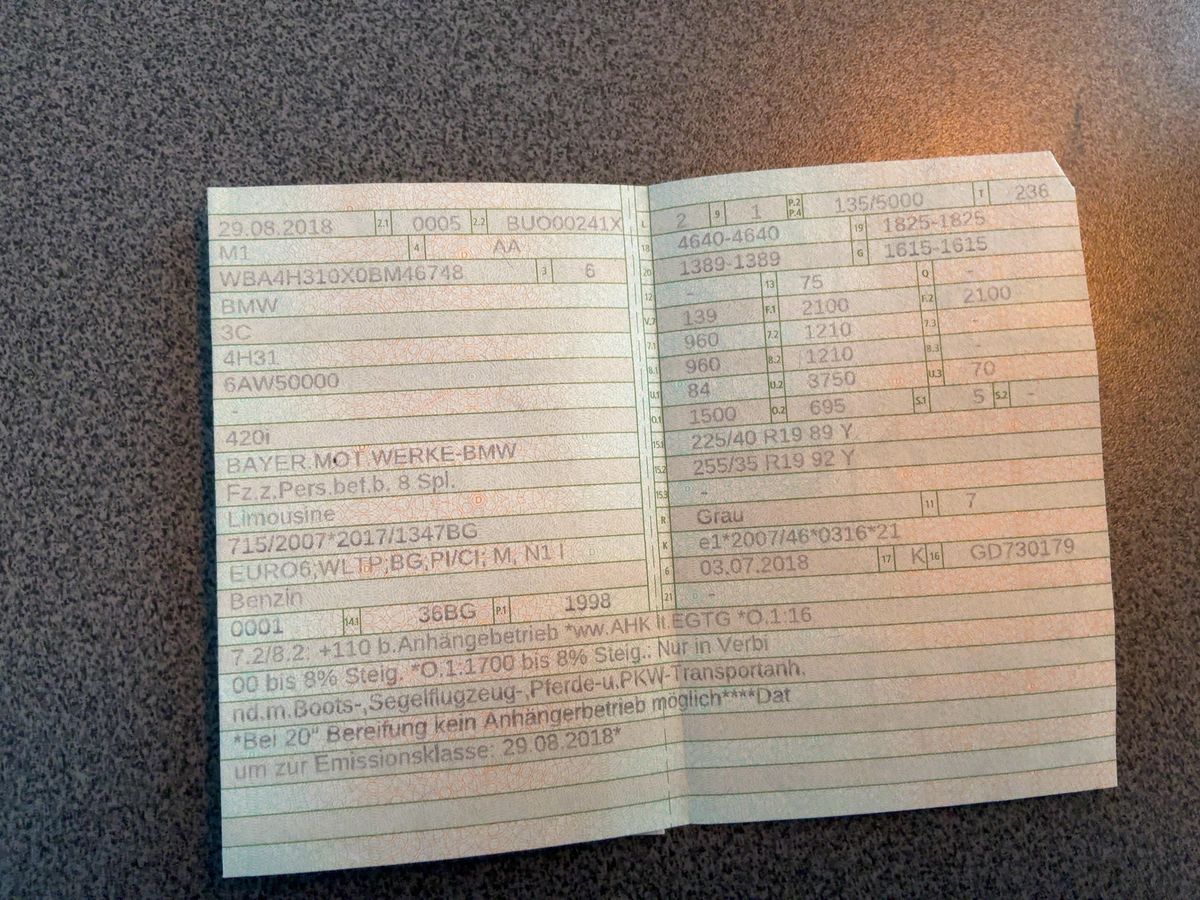 29.08.2018 2.1 0005 2.2 BUO00241X
M1 4 AA
WBA4H310X0BM46748 3 6
BMW
3C
4H31
6AW50000
-
420i
BAYER.MOT.WERKE-BMW
Fz.z.Pers.bef.b. 8 Spl.
Limousine
715/2007*2017/1347BG
EURO6;WLTP;BG;PI/CI; M, N1 I
Benzin
0001 14.1 36BG P.1 1998
L 2 9 1 P.2 P.4 135/5000 T 236
18 4640-4640 19 1825-1825
20 1389-1389 G 1615-1615
12 - 13 75 Q -
V.7 139 F.1 2100 F.2 2100
7.1 960 7.2 1210 7.3 -
8.1 960 8.2 1210 8.3 -
U.1 84 U.2 3750 U.3 70
O.1 1500 O.2 695 S.1 5 S.2 -
15.1 225/40 R19 89 Y
15.2 255/35 R19 92 Y
15.3 -
R Grau 11 7
K e1*2007/46*0316*21
6 03.07.2018 17 K 16 GD730179
21 -
7.2/8.2: +110 b.Anhängebetrieb *ww.AHK lt.EGTG *O.1:16
00 bis 8% Steig. *O.1:1700 bis 8% Steig.: Nur in Verbi
nd.m.Boots-,Segelflugzeug-,Pferde-u.PKW-Transportanh.
*Bei 20" Bereifung kein Anhängerbetrieb möglich****Dat
um zur Emissionsklasse: 29.08.2018*